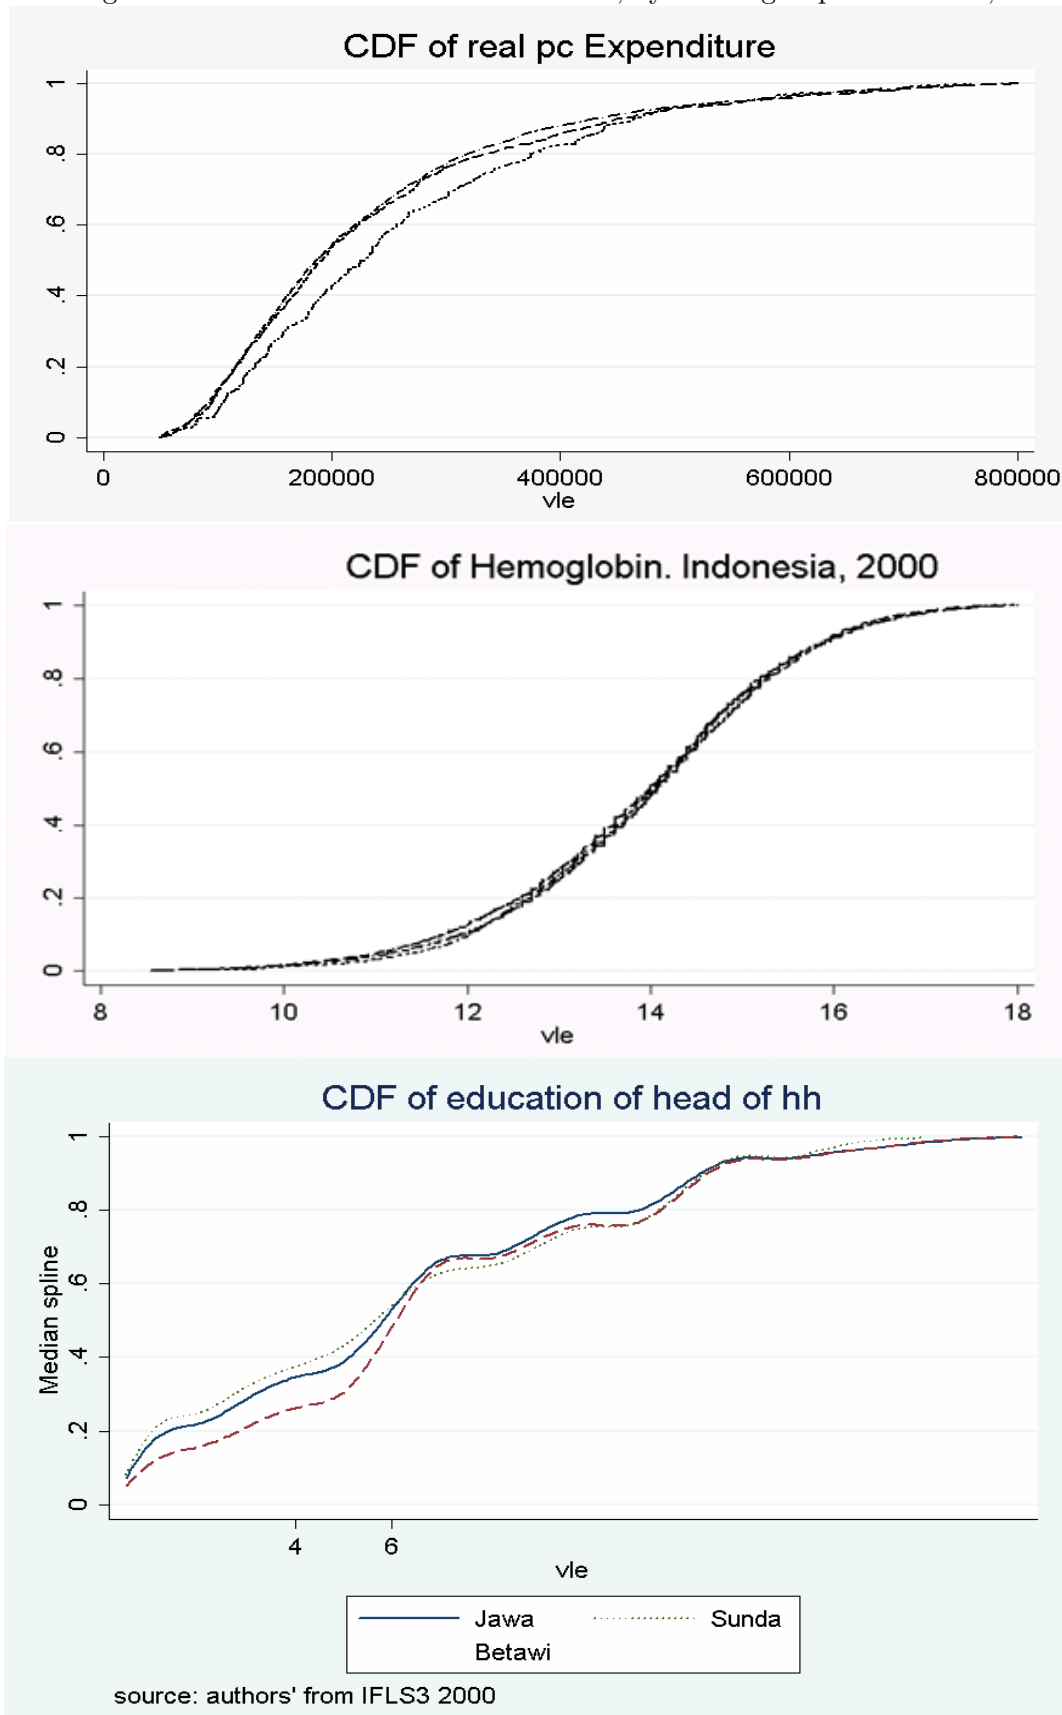 CDF of real pc Expenditure
1
.8
.6
.4
.2
0
0 200000 400000 600000 800000
vle
CDF of Hemoglobin. Indonesia, 2000
1
.8
.6
.4
.2
0
8 10 12 14 16 18
vle
CDF of education of head of hh
Median spline
1
.8
.6
.4
.2
0
4 6
vle
Jawa Sunda
Betawi
source: authors' from IFLS3 2000